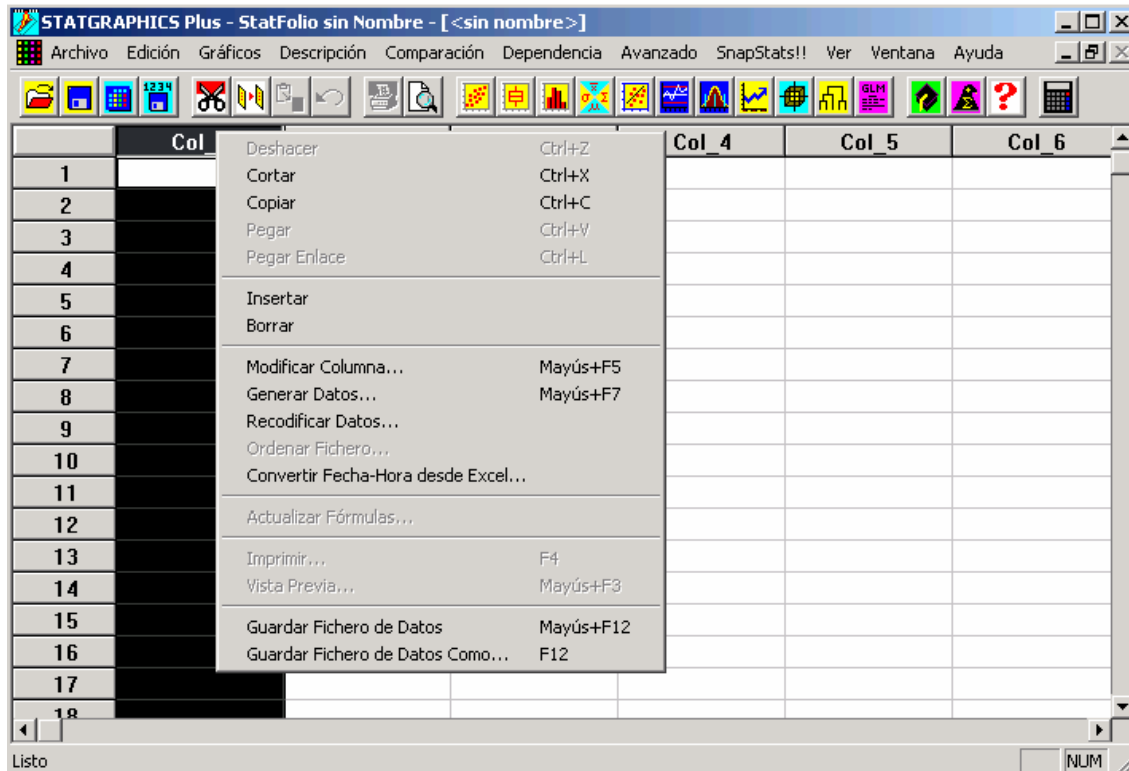 STATGRAPHICS Plus - StatFolio sin Nombre - [<sin nombre>]
Archivo Edición Gráficos Descripción Comparación Dependencia Avanzado SnapStats!! Ver Ventana Ayuda
1234
GLM
Col_ Col_4 Col_5 Col_6
Deshacer Ctrl+Z
1 Cortar Ctrl+X
2 Copiar Ctrl+C
3 Pegar Ctrl+V
4 Pegar Enlace Ctrl+L
5 Insertar
6 Borrar
7 Modificar Columna... Mayús+F5
8 Generar Datos... Mayús+F7
9 Recodificar Datos...
Ordenar Fichero...
10
Convertir Fecha-Hora desde Excel...
11
12 Actualizar Fórmulas...
13 Imprimir... F4
14 Vista Previa... Mayús+F3
15 Guardar Fichero de Datos Mayús+F12
16 Guardar Fichero de Datos Como... F12
17
18
Listo NUM